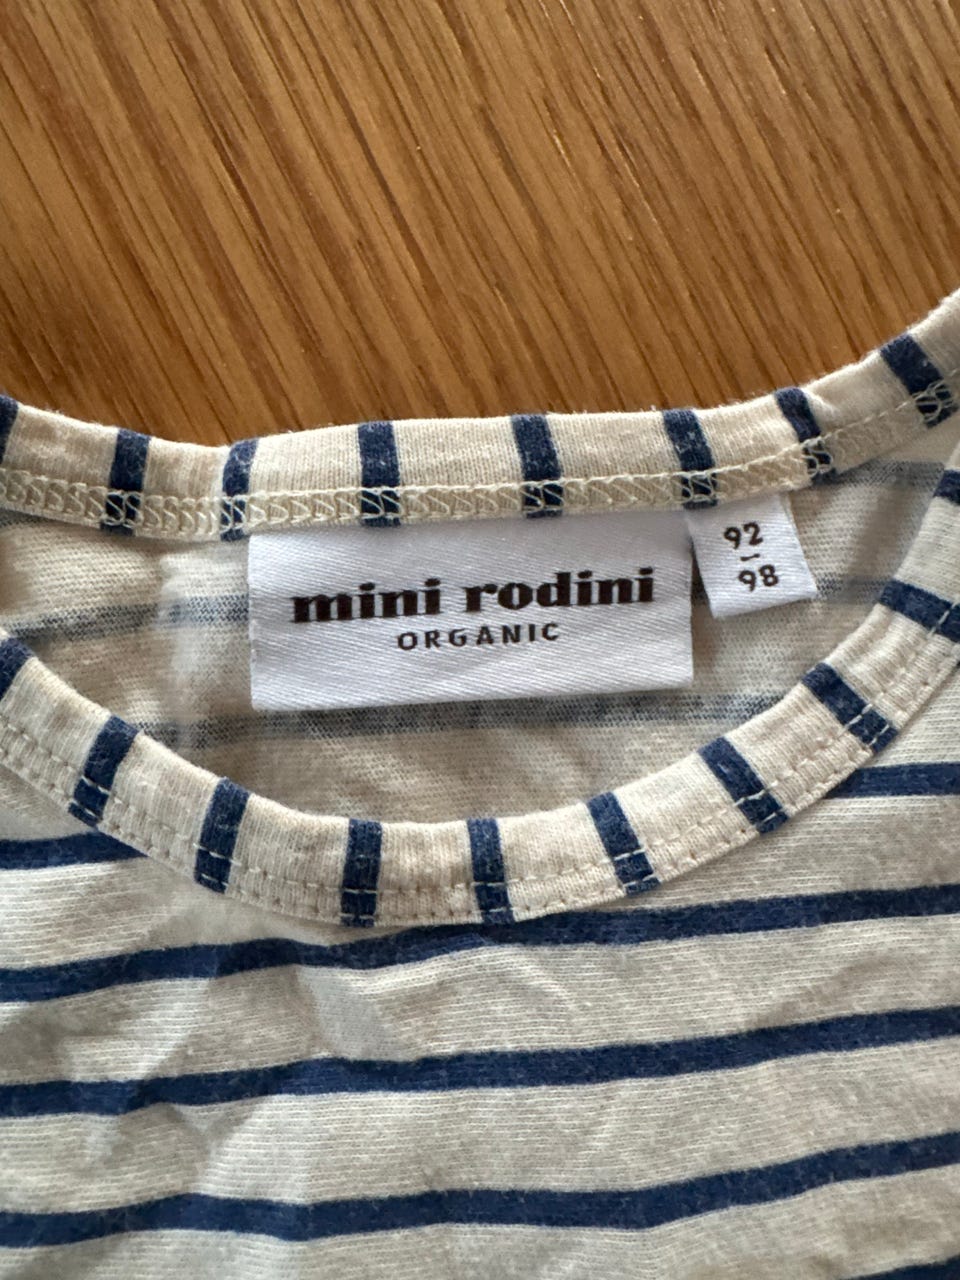 mini rodini
ORGANIC
92
–
98